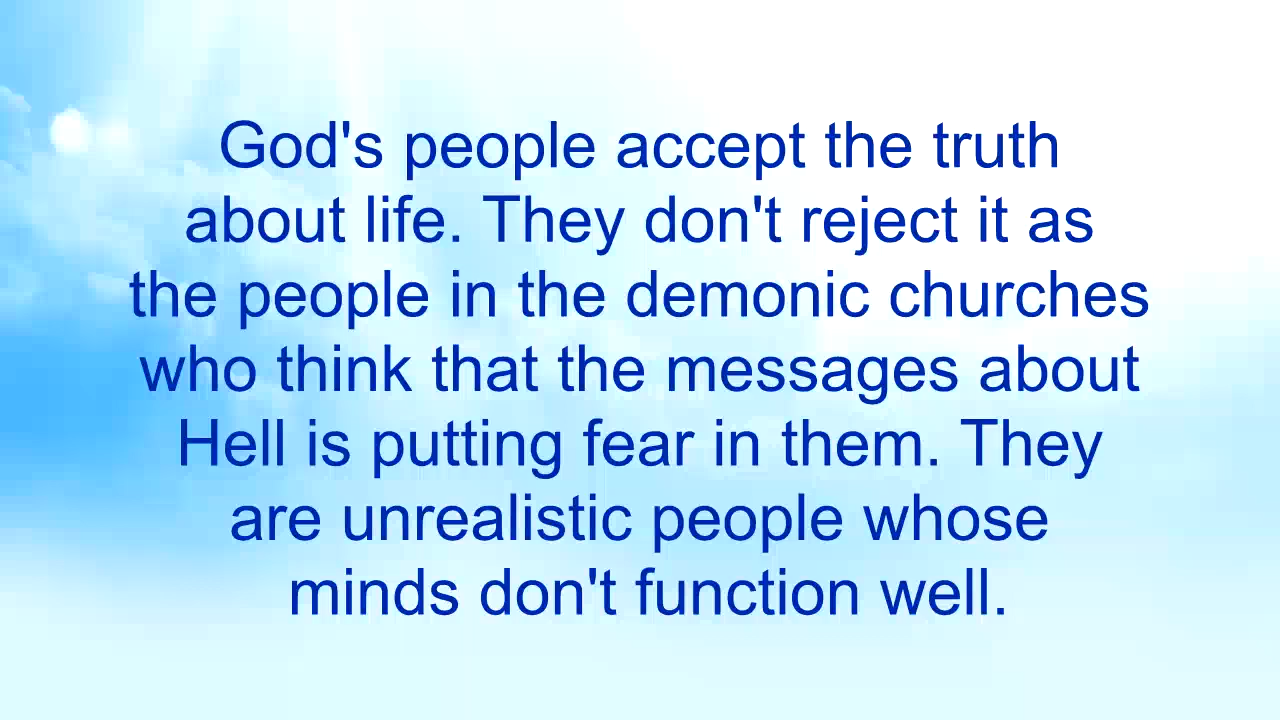 God's people accept the truth
about life. They don't reject it as
the people in the demonic churches
who think that the messages about
Hell is putting fear in them. They
are unrealistic people whose
minds don't function well.